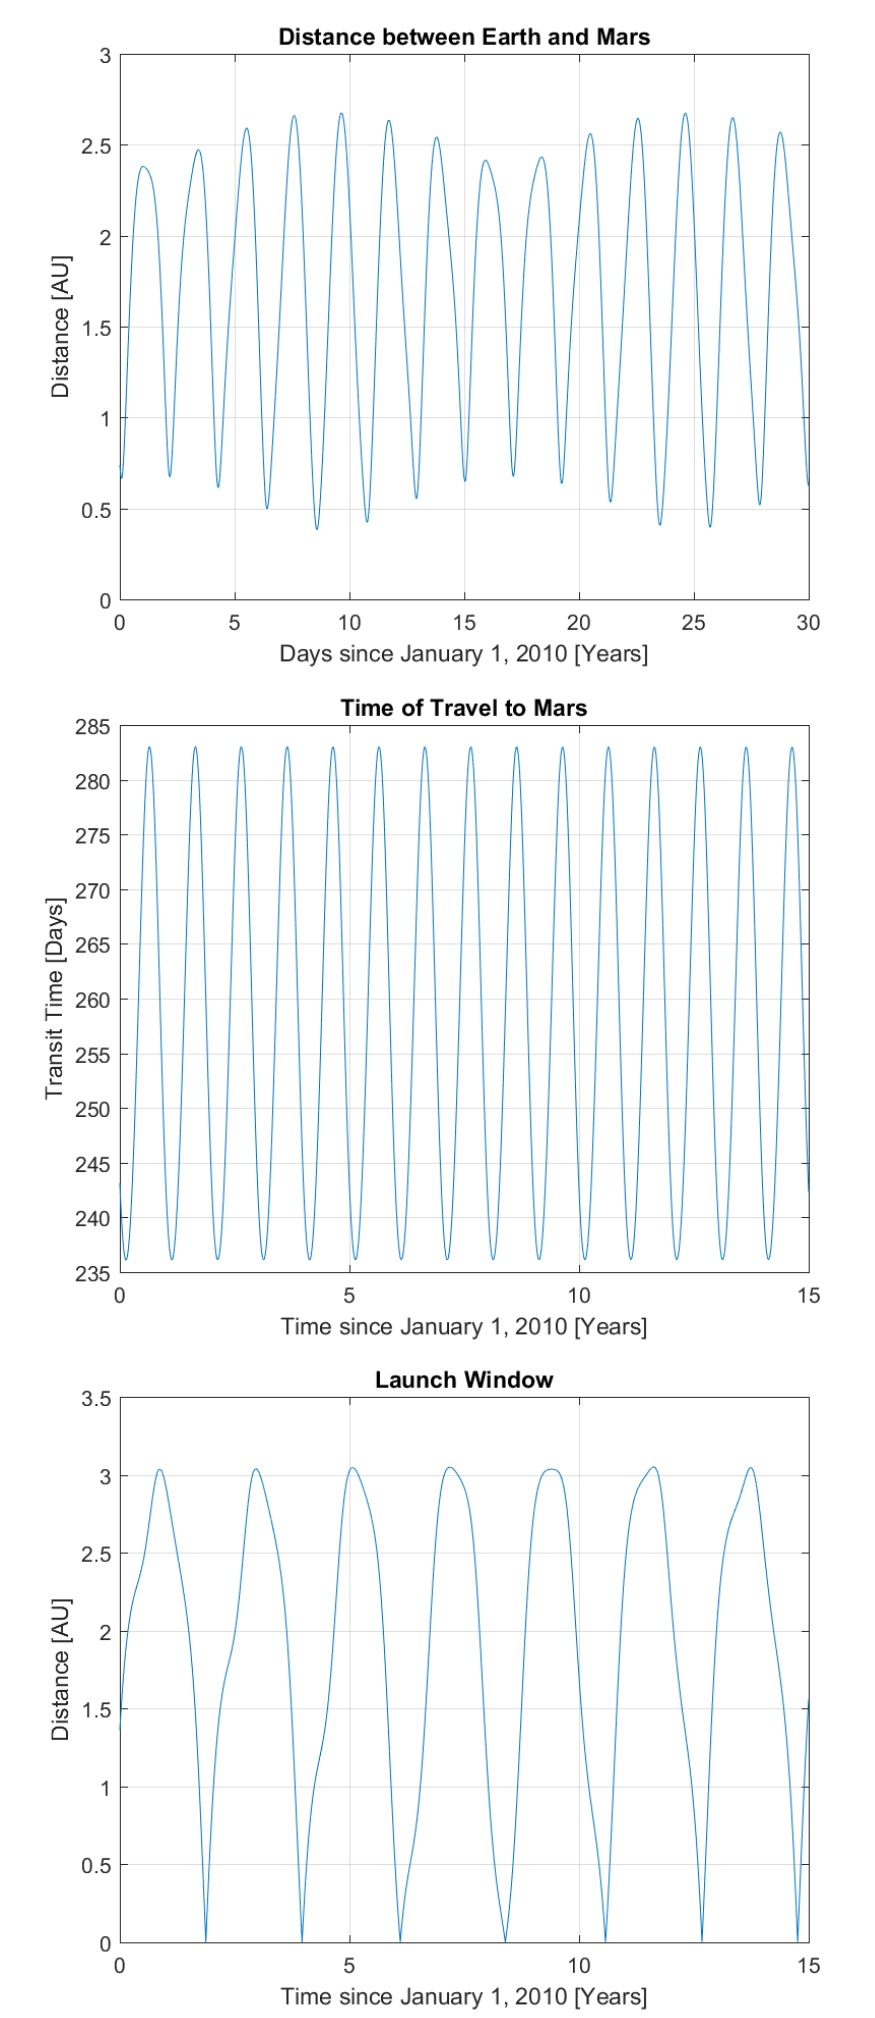 Distance between Earth and Mars
3
2.5
2
1.5
1
0.5
0
Distance [AU]
0 5 10 15 20 25 30
Days since January 1, 2010 [Years]
Time of Travel to Mars
285
280
275
270
265
260
255
250
245
240
235
Transit Time [Days]
0 5 10 15
Time since January 1, 2010 [Years]
Launch Window
3.5
3
2.5
2
1.5
1
0.5
0
Distance [AU]
0 5 10 15
Time since January 1, 2010 [Years]